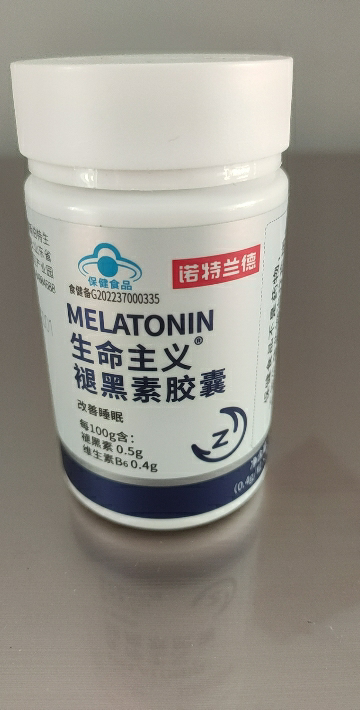 保健食品
食健备G202237000335
诺特兰德
MELATONIN
生命主义®
褪黑素胶囊
改善睡眠
每100g含:
褪黑素 0.5g
维生素B₆ 0.4g
Z